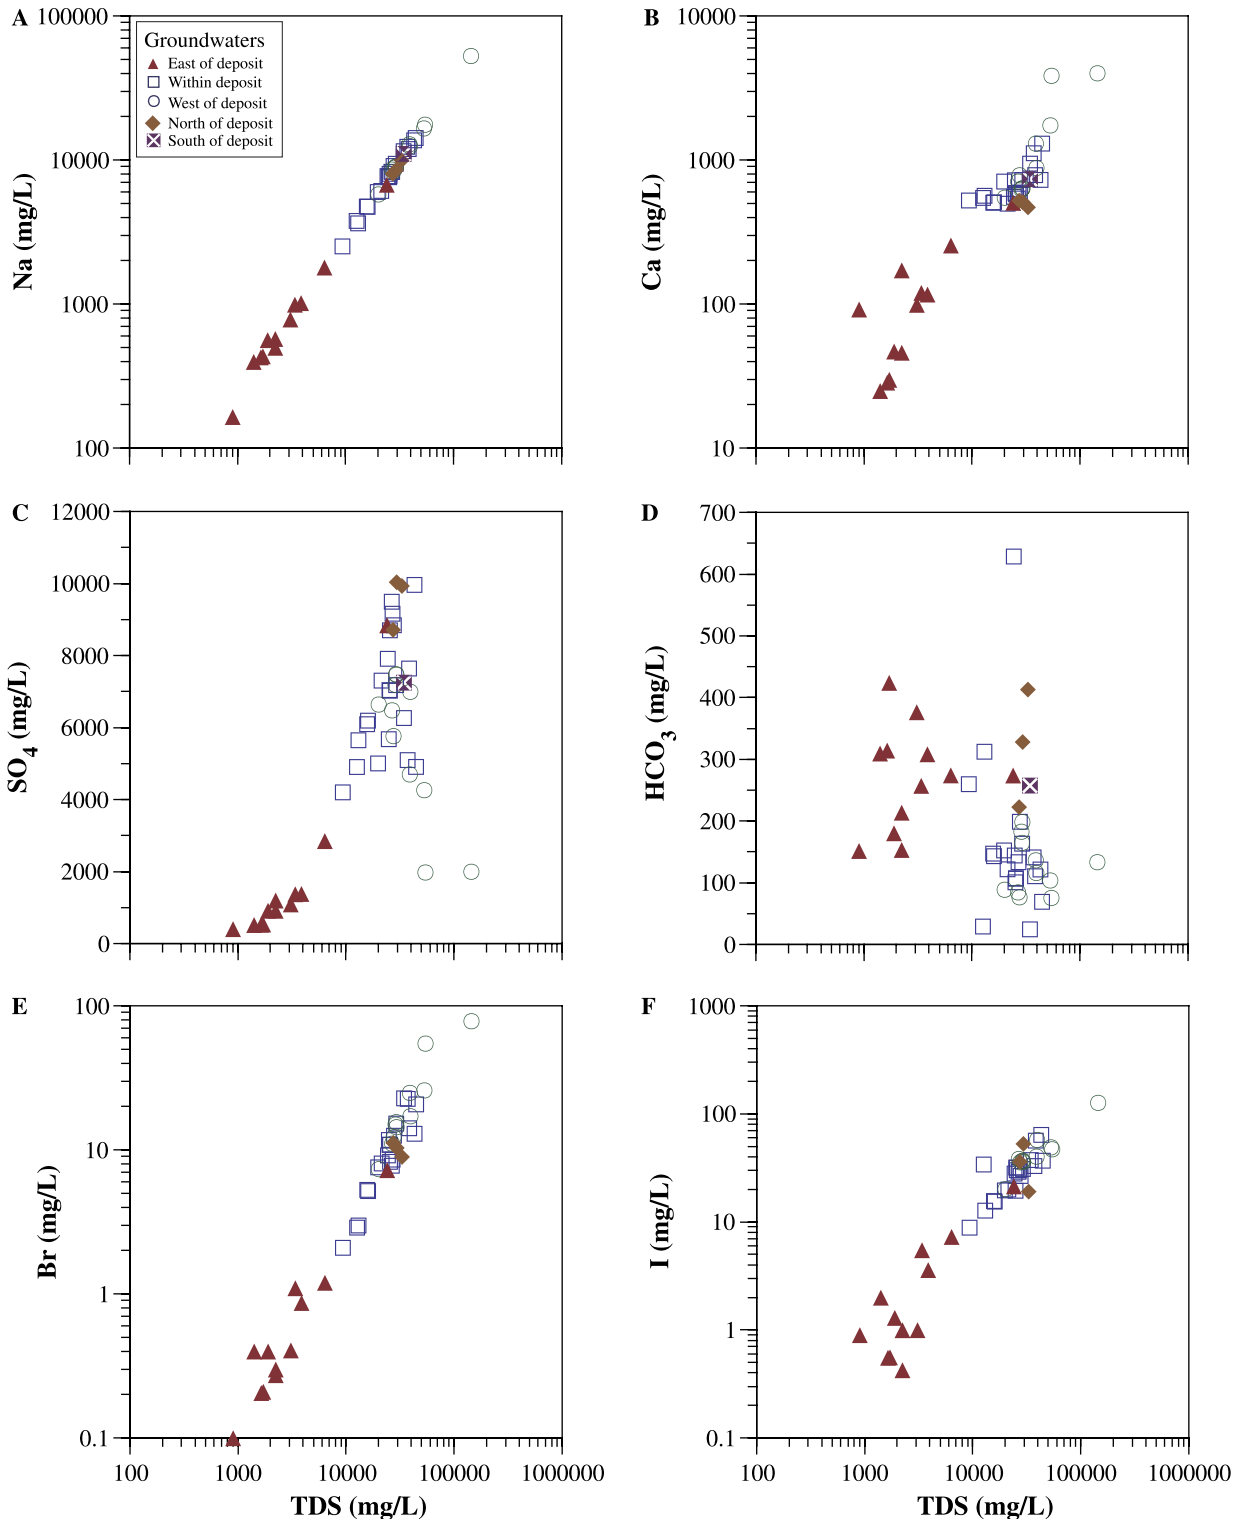 A
100000
10000
1000
100
Na (mg/L)
Groundwaters
East of deposit
Within deposit
West of deposit
North of deposit
South of deposit
B
10000
1000
100
10
Ca (mg/L)
C
12000
10000
8000
6000
4000
2000
0
SO4 (mg/L)
D
700
600
500
400
300
200
100
0
HCO3 (mg/L)
E
100
10
1
0.1
Br (mg/L)
100 1000 10000 100000 1000000
TDS (mg/L)
F
1000
100
10
1
0.1
I (mg/L)
100 1000 10000 100000 1000000
TDS (mg/L)